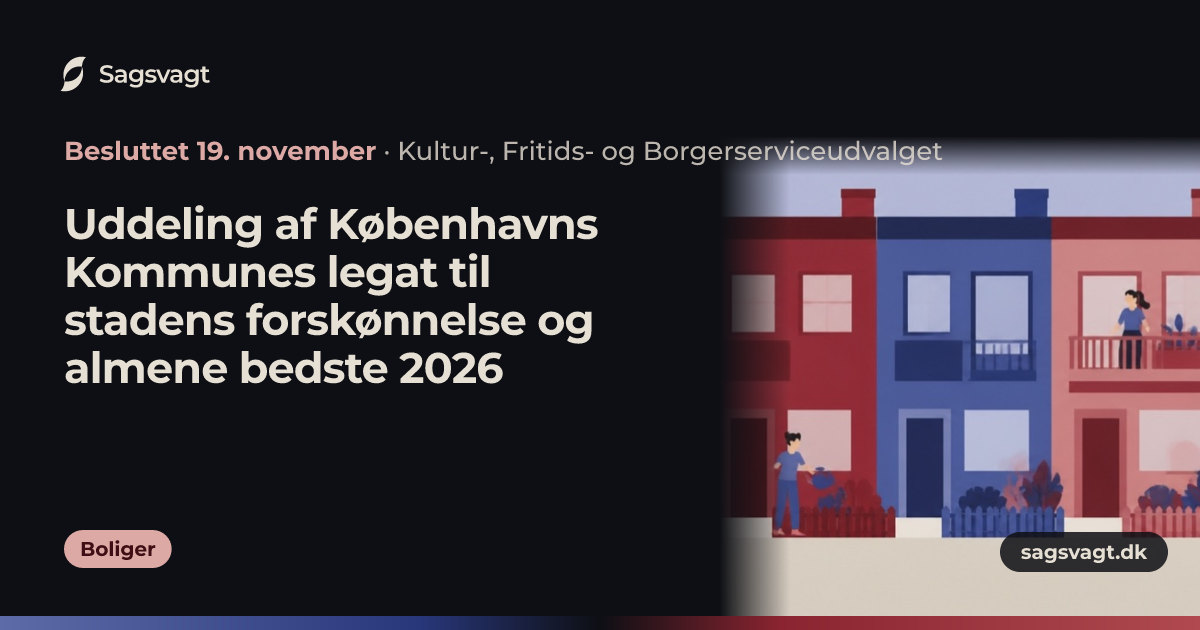 Sagsvagt
Besluttet 19. november · Kultur-, Fritids- og Borgerserviceudvalget
Uddeling af Københavns
Kommunes legat til
stadens forskønnelse og
almene bedste 2026
Boliger
sagsvagt.dk